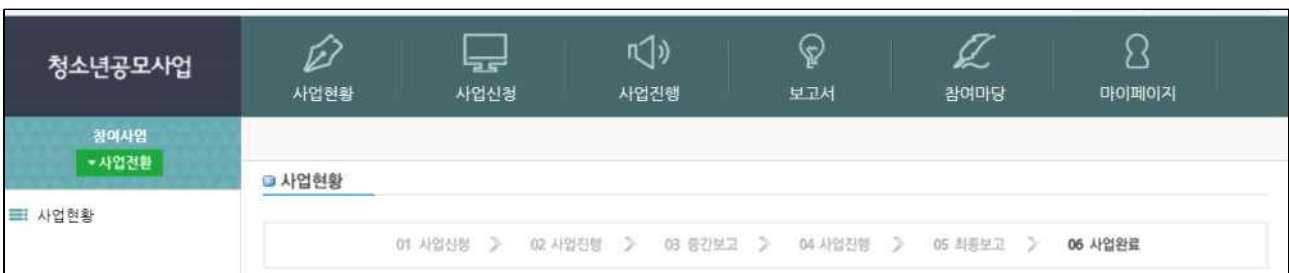 청소년공모사업
사업현황 사업신청 사업진행 보고서 참여마당 마이페이지
참여사업
사업전환
사업현황
사업현황
01 사업신청 02 사업진행 03 중간보고 04 사업진행 05 최종보고 06 사업완료